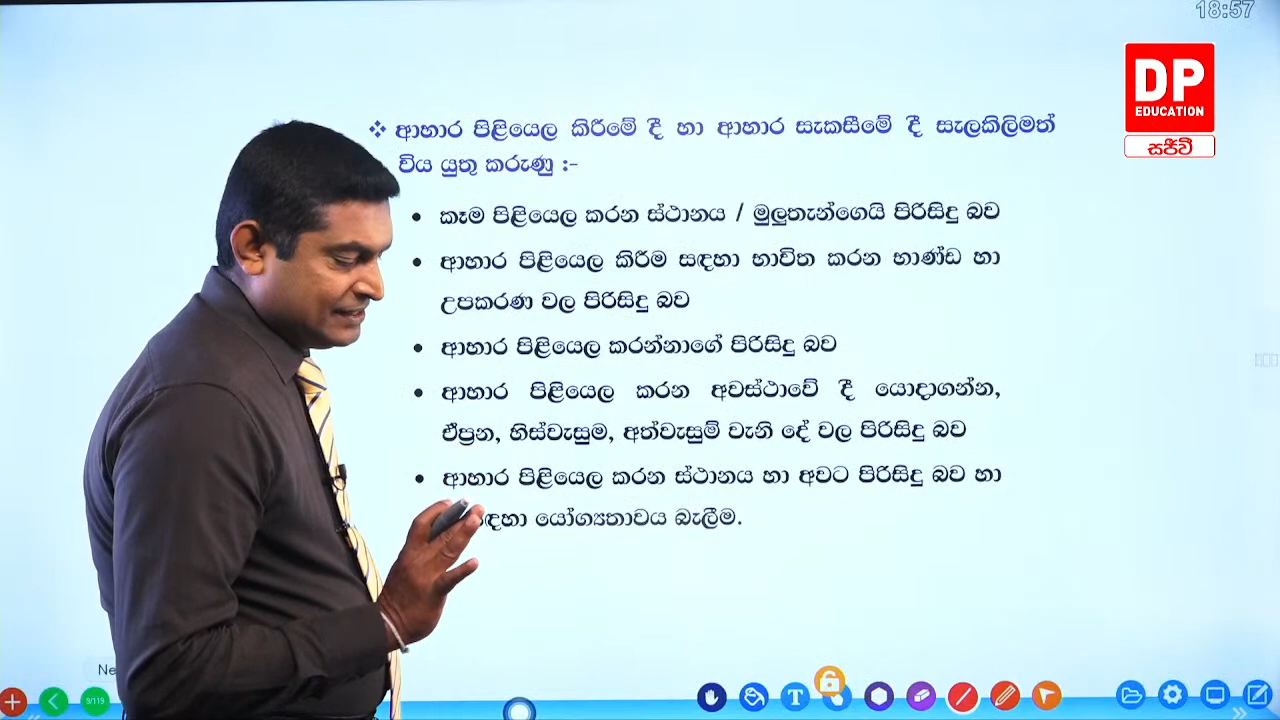 18:57
DP
EDUCATION
සජීවී
❖ ආහාර පිළියෙල කිරීමේ දී හා ආහාර සැකසීමේ දී සැලකිලිමත්
විය යුතු කරුණු :-
• කෑම පිළියෙල කරන ස්ථානය / මුලුතැන්ගෙයි පිරිසිදු බව
• ආහාර පිළියෙල කිරීම සඳහා භාවිත කරන භාණ්ඩ හා
උපකරණ වල පිරිසිදු බව
• ආහාර පිළියෙල කරන්නාගේ පිරිසිදු බව
• ආහාර පිළියෙල කරන අවස්ථාවේ දී යොදාගන්න,
ඒප්‍රන, හිස්වැසුම, අත්වැසුම් වැනි දේ වල පිරිසිදු බව
• ආහාර පිළියෙල කරන ස්ථානය හා අවට පිරිසිදු බව හා
යෝග්‍යතාවය බැලීම.
9/119
T